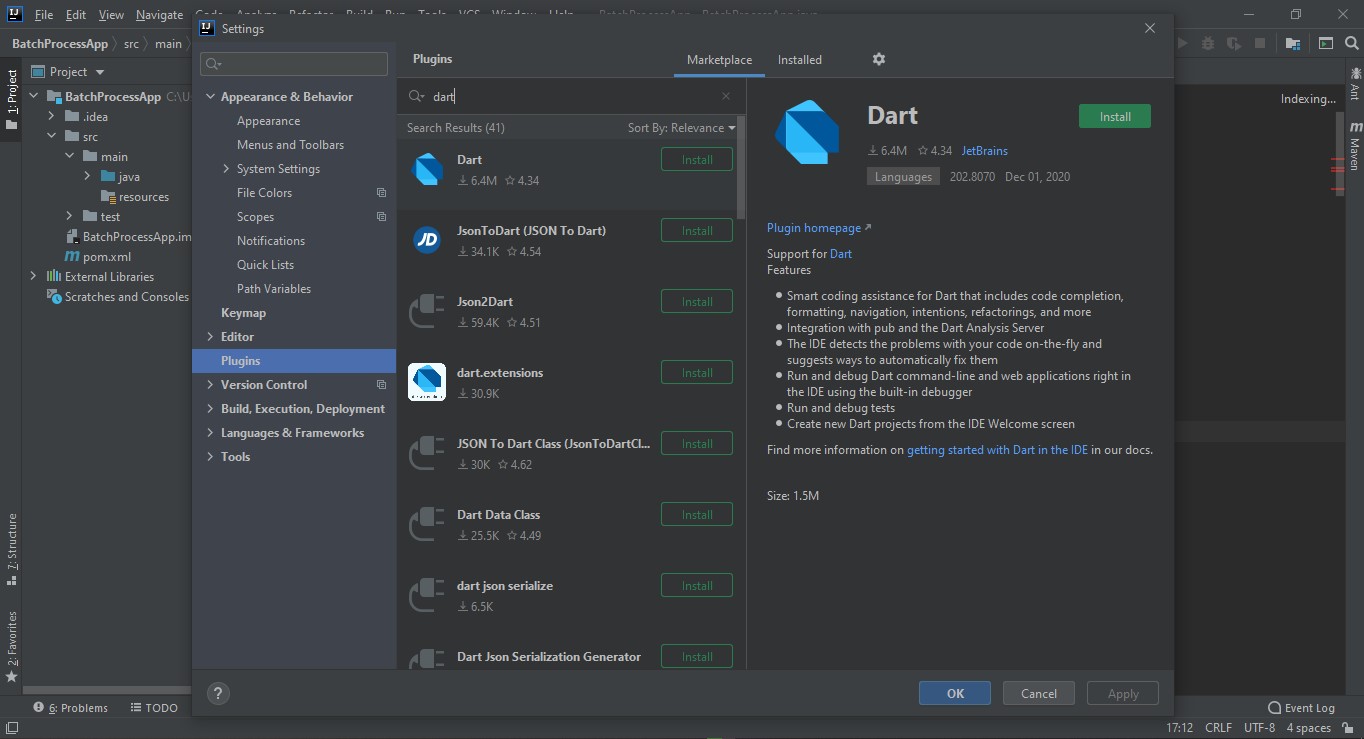 File Edit View Navigate
BatchProcessApp
Settings
BatchProcessApp src main
1: Project
Project
BatchProcessApp C:\U
.idea
src
main
java
resources
test
BatchProcessApp.im
pom.xml
External Libraries
Scratches and Consoles
7: Structure
2: Favorites
Appearance & Behavior
Appearance
Menus and Toolbars
System Settings
File Colors
Scopes
Notifications
Quick Lists
Path Variables
Keymap
Editor
Plugins
Version Control
Build, Execution, Deployment
Languages & Frameworks
Tools
Plugins
Marketplace
Installed
dart
Search Results (41)
Sort By: Relevance
Dart
6.4M 4.34
Install
JsonToDart (JSON To Dart)
34.1K 4.54
Install
Json2Dart
59.4K 4.51
Install
dart.extensions
30.9K
Install
JSON To Dart Class (JsonToDartCl...
30K 4.62
Install
Dart Data Class
25.5K 4.49
Install
dart json serialize
6.5K
Install
Dart Json Serialization Generator
Install
Dart
Install
6.4M 4.34 JetBrains
Languages 202.8070 Dec 01, 2020
Plugin homepage
Support for Dart
Features
Smart coding assistance for Dart that includes code completion,
formatting, navigation, intentions, refactorings, and more
Integration with pub and the Dart Analysis Server
The IDE detects the problems with your code on-the-fly and
suggests ways to automatically fix them
Run and debug Dart command-line and web applications right in
the IDE using the built-in debugger
Run and debug tests
Create new Dart projects from the IDE Welcome screen
Find more information on getting started with Dart in the IDE in our docs.
Size: 1.5M
?
OK
Cancel
Apply
Indexing...
Ant
Maven
6: Problems
TODO
Event Log
17:12 CRLF UTF-8 4 spaces